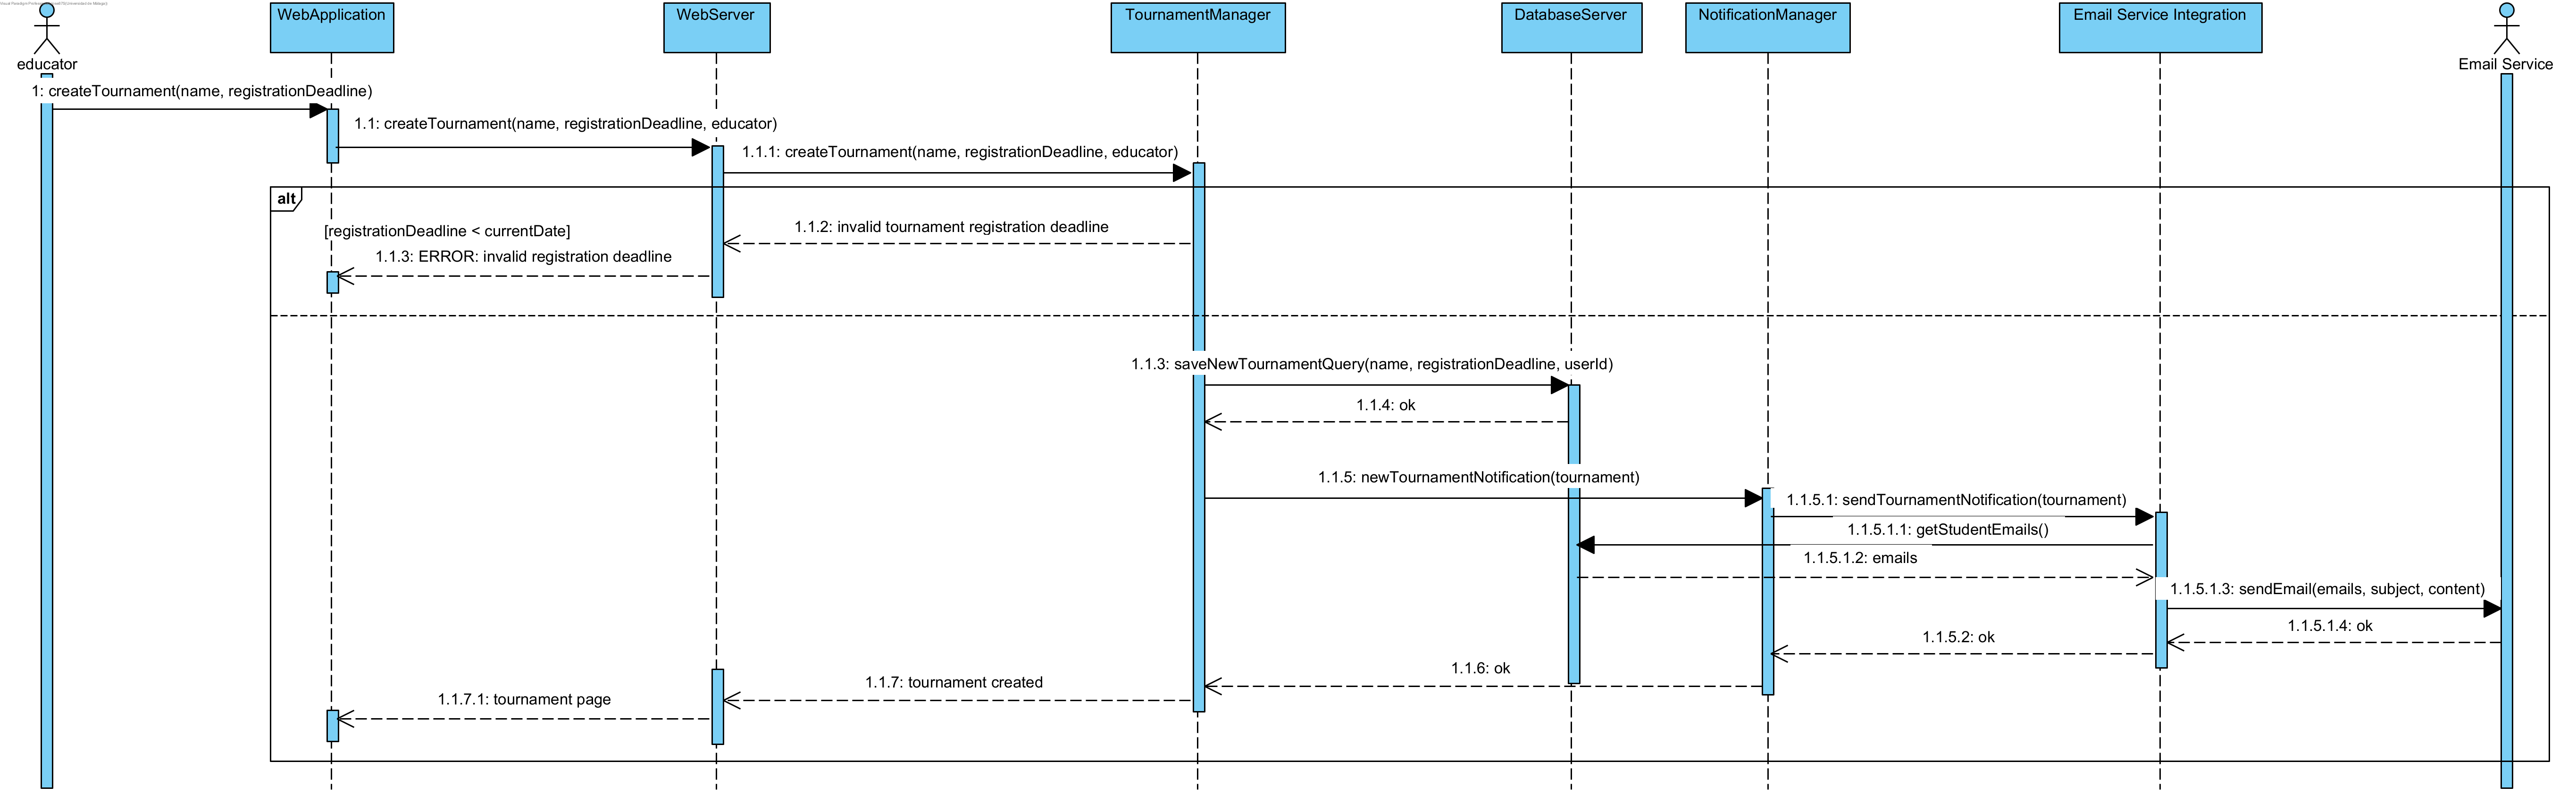 WebApplication
WebServer
TournamentManager
DatabaseServer
NotificationManager
Email Service Integration
educator
Email Service
1: createTournament(name, registrationDeadline)
1.1: createTournament(name, registrationDeadline, educator)
1.1.1: createTournament(name, registrationDeadline, educator)
alt
[registrationDeadline < currentDate]
1.1.2: invalid tournament registration deadline
1.1.3: ERROR: invalid registration deadline
1.1.3: saveNewTournamentQuery(name, registrationDeadline, userId)
1.1.4: ok
1.1.5: newTournamentNotification(tournament)
1.1.5.1: sendTournamentNotification(tournament)
1.1.5.1.1: getStudentEmails()
1.1.5.1.2: emails
1.1.5.1.3: sendEmail(emails, subject, content)
1.1.5.1.4: ok
1.1.5.2: ok
1.1.6: ok
1.1.7: tournament created
1.1.7.1: tournament page